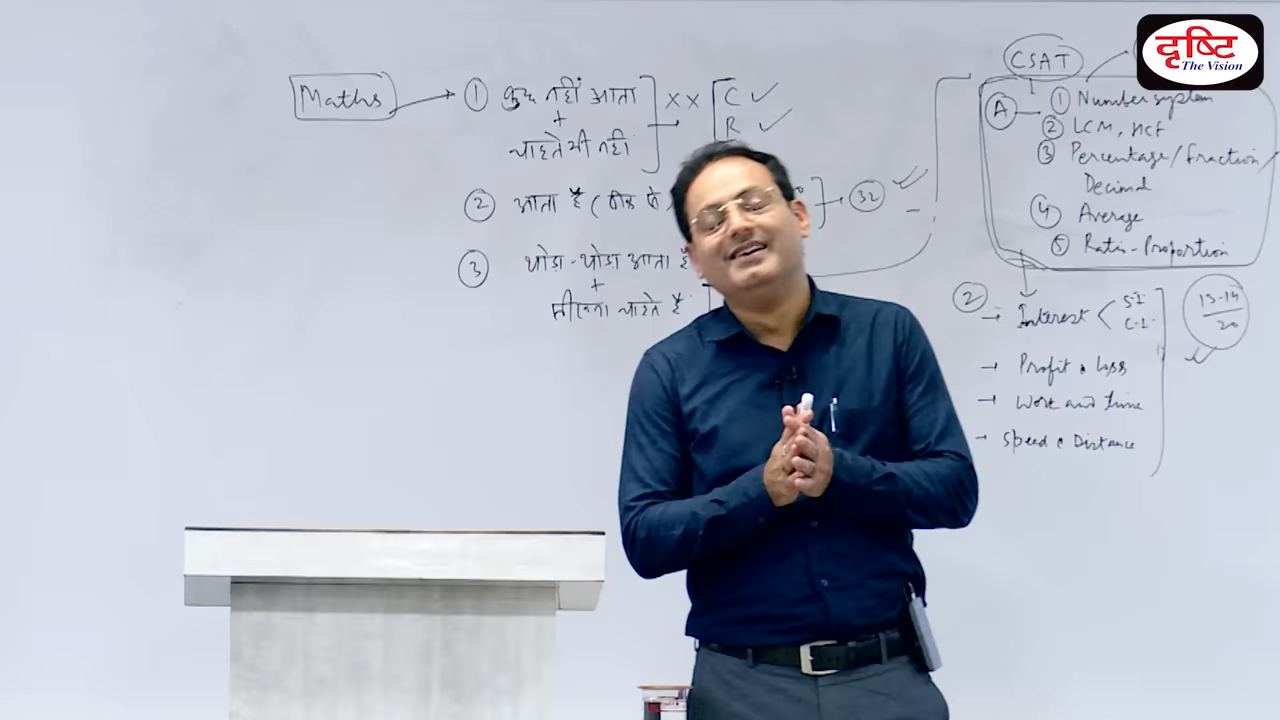 दृष्टि
The Vision
Maths
① कुछ नहीं आता
+
चाहते भी नहीं
X X
C ✓
R ✓
② आता है (
32
③ थोडा-थोडा आता है
+
सीखना चाहते हैं
CSAT
A
① Number system
② LCM, HCF
③ Percentage/fraction/
Decimal
④ Average
⑤ Ratio-Proportion
②
→ Interest < S.I.
C.I.
13-14
20
→ Profit & Loss
→ Work and time
→ Speed & Distance